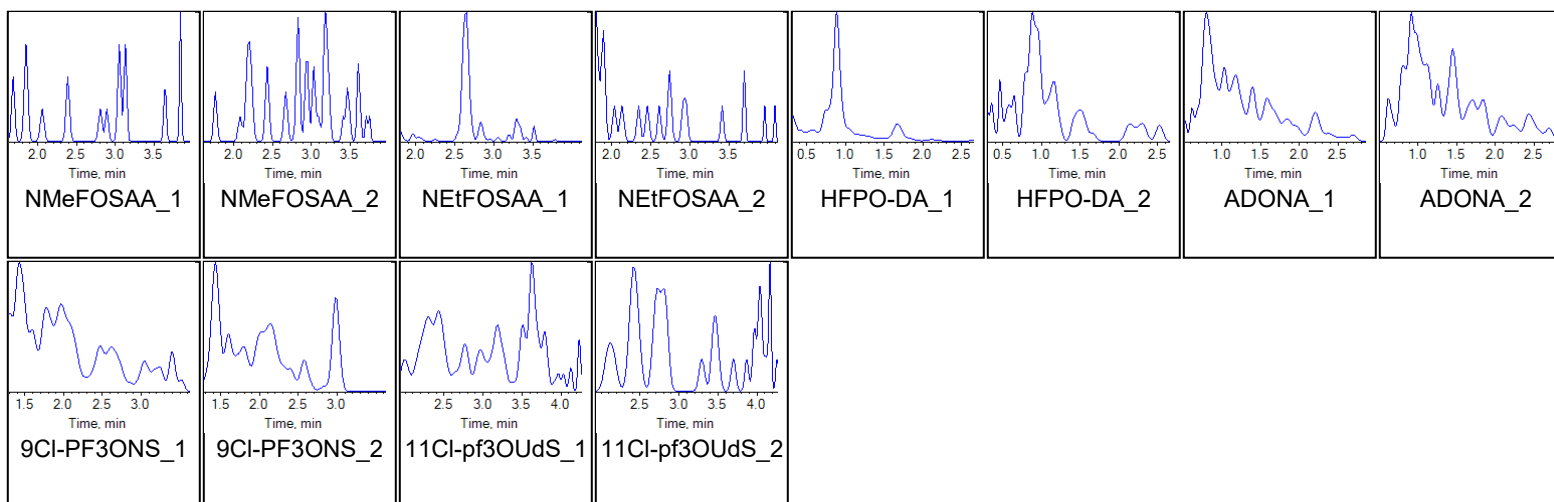 2.0 2.5 3.0 3.5
Time, min
NMeFOSAA_1
2.0 2.5 3.0 3.5
Time, min
NMeFOSAA_2
2.0 2.5 3.0 3.5
Time, min
NEtFOSAA_1
2.0 2.5 3.0 3.5
Time, min
NEtFOSAA_2
0.5 1.0 1.5 2.0 2.5
Time, min
HFPO-DA_1
0.5 1.0 1.5 2.0 2.5
Time, min
HFPO-DA_2
1.0 1.5 2.0 2.5
Time, min
ADONA_1
1.0 1.5 2.0 2.5
Time, min
ADONA_2
1.5 2.0 2.5 3.0
Time, min
9Cl-PF3ONS_1
1.5 2.0 2.5 3.0
Time, min
9Cl-PF3ONS_2
2.5 3.0 3.5 4.0
Time, min
11Cl-pf3OUdS_1
2.5 3.0 3.5 4.0
Time, min
11Cl-pf3OUdS_2